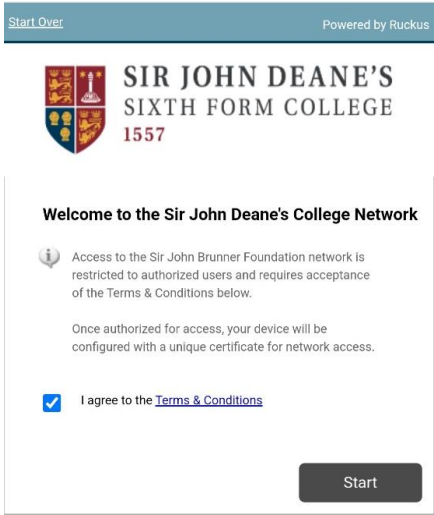 Start Over
Powered by Ruckus
SIR JOHN DEANE'S
SIXTH FORM COLLEGE
1557
Welcome to the Sir John Deane's College Network
Access to the Sir John Brunner Foundation network is
restricted to authorized users and requires acceptance
of the Terms & Conditions below.
Once authorized for access, your device will be
configured with a unique certificate for network access.
I agree to the Terms & Conditions
Start